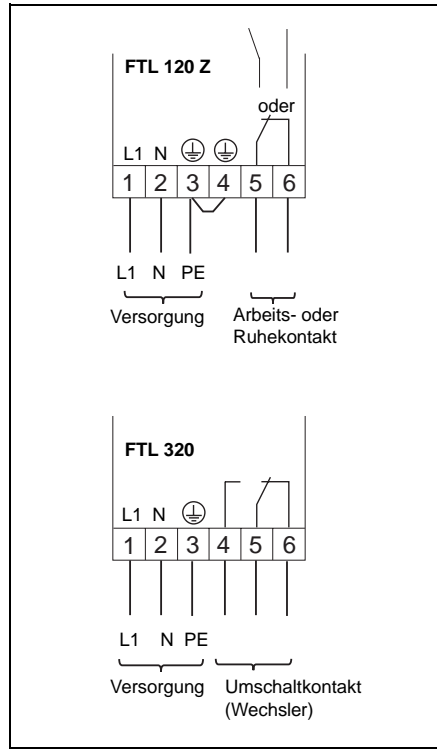 FTL 120 Z
oder
L1 N
1 2 3 4 5 6
L1 N PE
Versorgung
Arbeits- oder
Ruhekontakt
FTL 320
L1 N
1 2 3 4 5 6
L1 N PE
Versorgung
Umschaltkontakt
(Wechsler)